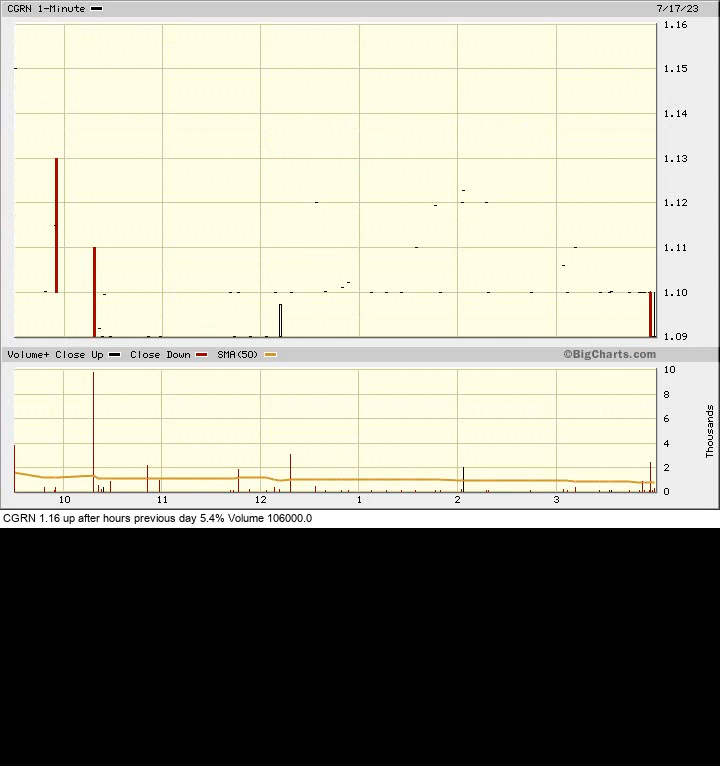 CGRN 1-Minute 7/17/23
1.16
1.15
1.14
1.13
1.12
1.11
1.10
1.09
Volume+ Close Up Close Down SMA(50) ©BigCharts.com
10
8
6
4
2
0
Thousands
10 11 12 1 2 3
CGRN 1.16 up after hours previous day 5.4% Volume 106000.0